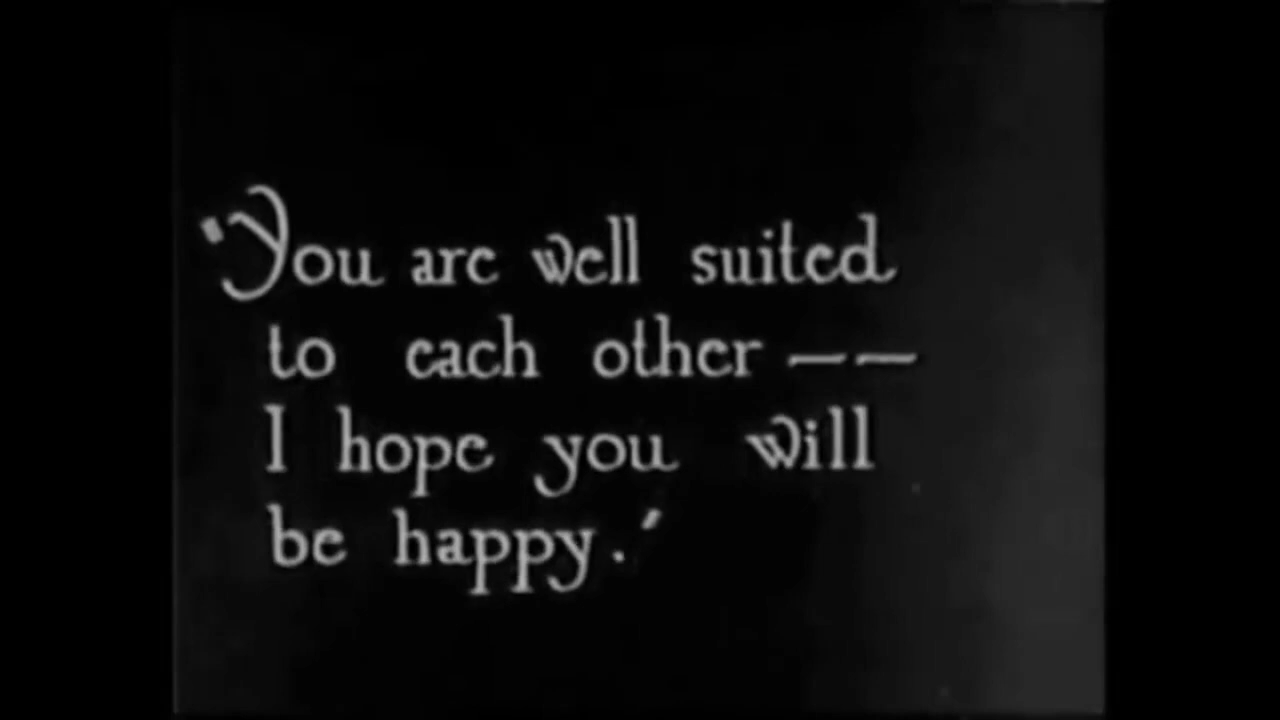 "You are well suited
to each other ——
I hope you will
be happy."